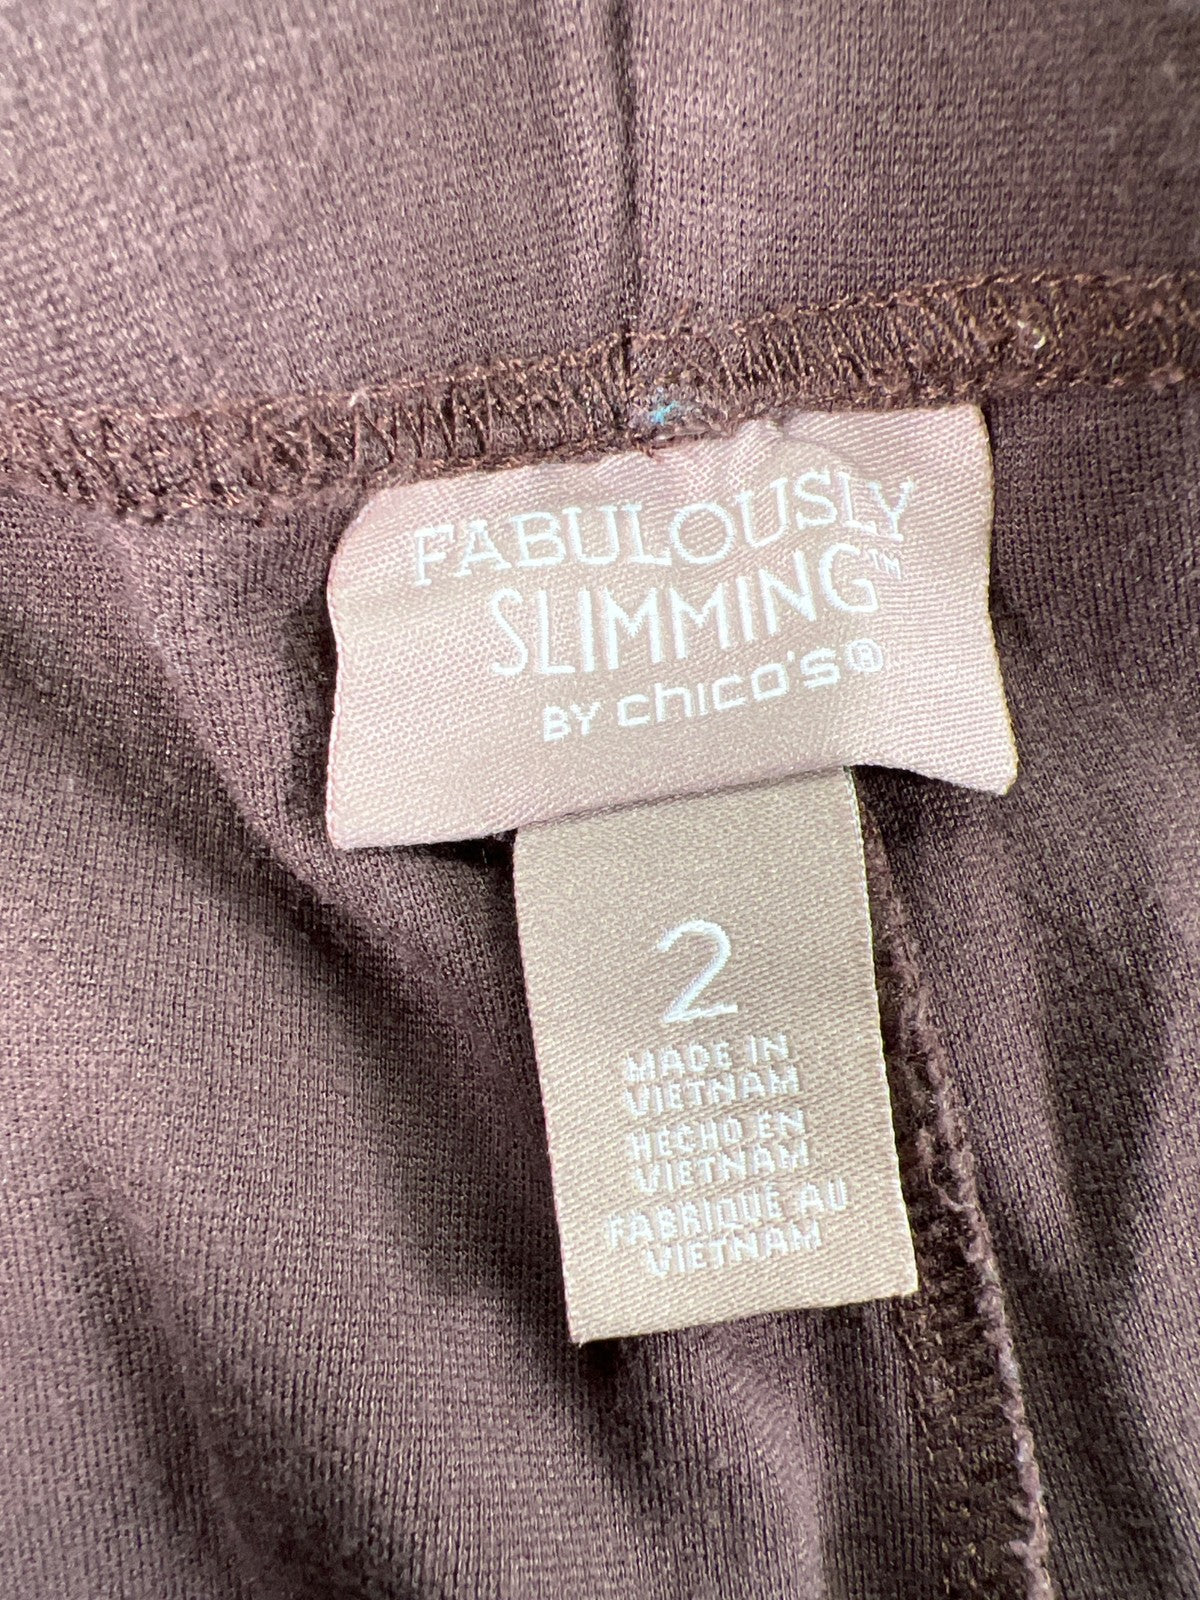 FABULOUSLY
SLIMMING™
BY chico's®
2
MADE IN
VIETNAM
HECHO EN
VIETNAM
FABRIQUÉ AU
VIETNAM